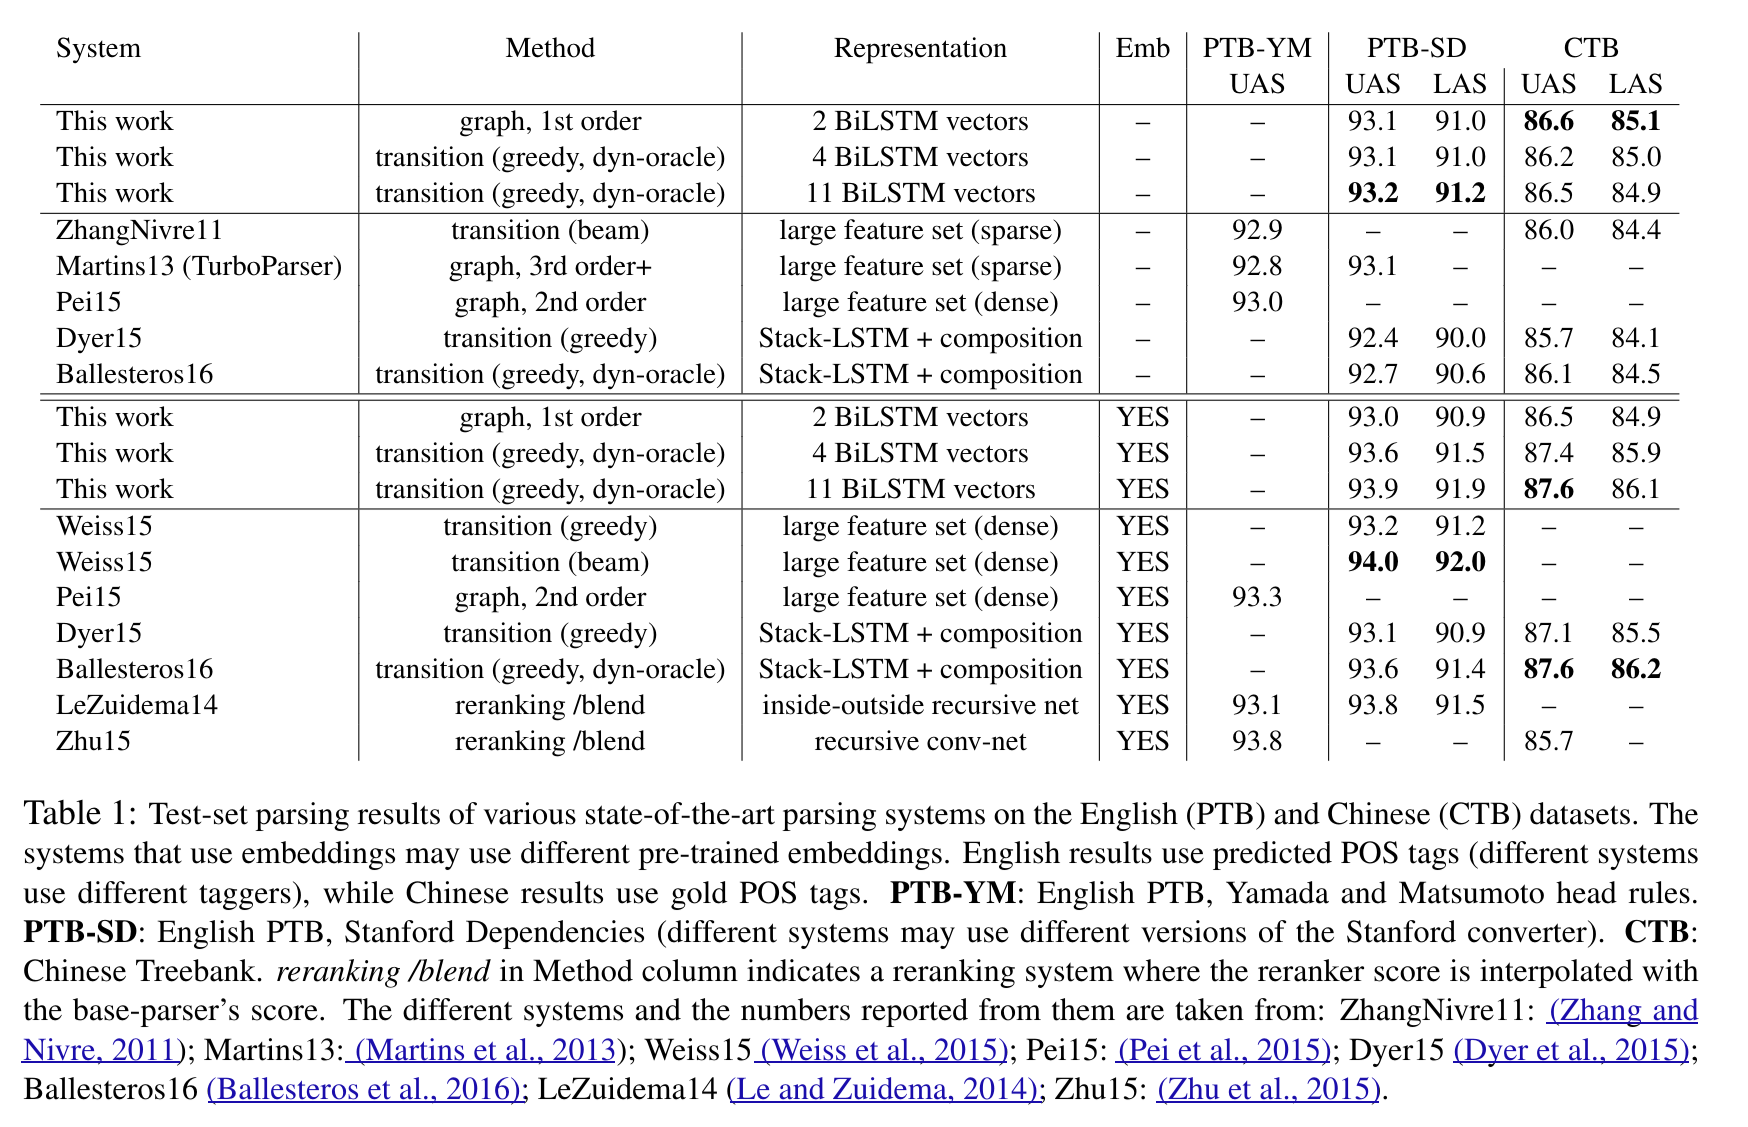 System Method Representation Emb PTB-YM PTB-SD CTB
UAS UAS LAS UAS LAS
This work graph, 1st order 2 BiLSTM vectors – – 93.1 91.0 86.6 85.1
This work transition (greedy, dyn-oracle) 4 BiLSTM vectors – – 93.1 91.0 86.2 85.0
This work transition (greedy, dyn-oracle) 11 BiLSTM vectors – – 93.2 91.2 86.5 84.9
ZhangNivre11 transition (beam) large feature set (sparse) – 92.9 – – 86.0 84.4
Martins13 (TurboParser) graph, 3rd order+ large feature set (sparse) – 92.8 93.1 – – –
Pei15 graph, 2nd order large feature set (dense) – 93.0 – – – –
Dyer15 transition (greedy) Stack-LSTM + composition – – 92.4 90.0 85.7 84.1
Ballesteros16 transition (greedy, dyn-oracle) Stack-LSTM + composition – – 92.7 90.6 86.1 84.5
This work graph, 1st order 2 BiLSTM vectors YES – 93.0 90.9 86.5 84.9
This work transition (greedy, dyn-oracle) 4 BiLSTM vectors YES – 93.6 91.5 87.4 85.9
This work transition (greedy, dyn-oracle) 11 BiLSTM vectors YES – 93.9 91.9 87.6 86.1
Weiss15 transition (greedy) large feature set (dense) YES – 93.2 91.2 – –
Weiss15 transition (beam) large feature set (dense) YES – 94.0 92.0 – –
Pei15 graph, 2nd order large feature set (dense) YES 93.3 – – – –
Dyer15 transition (greedy) Stack-LSTM + composition YES – 93.1 90.9 87.1 85.5
Ballesteros16 transition (greedy, dyn-oracle) Stack-LSTM + composition YES – 93.6 91.4 87.6 86.2
LeZuidema14 reranking /blend inside-outside recursive net YES 93.1 93.8 91.5 – –
Zhu15 reranking /blend recursive conv-net YES 93.8 – – 85.7 –
Table 1: Test-set parsing results of various state-of-the-art parsing systems on the English (PTB) and Chinese (CTB) datasets. The
systems that use embeddings may use different pre-trained embeddings. English results use predicted POS tags (different systems
use different taggers), while Chinese results use gold POS tags. PTB-YM: English PTB, Yamada and Matsumoto head rules.
PTB-SD: English PTB, Stanford Dependencies (different systems may use different versions of the Stanford converter). CTB:
Chinese Treebank. reranking /blend in Method column indicates a reranking system where the reranker score is interpolated with
the base-parser's score. The different systems and the numbers reported from them are taken from: ZhangNivre11: (Zhang and
Nivre, 2011); Martins13: (Martins et al., 2013); Weiss15 (Weiss et al., 2015); Pei15: (Pei et al., 2015); Dyer15 (Dyer et al., 2015);
Ballesteros16 (Ballesteros et al., 2016); LeZuidema14 (Le and Zuidema, 2014); Zhu15: (Zhu et al., 2015).